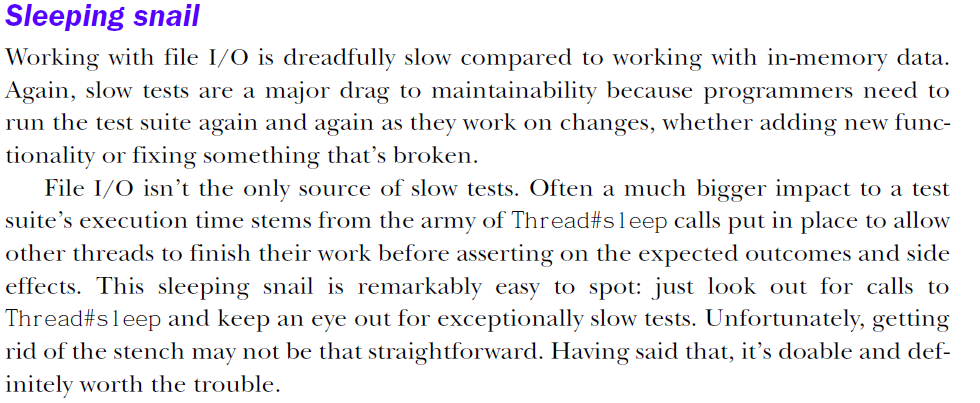 Sleeping snail
Working with file I/O is dreadfully slow compared to working with in-memory data.
Again, slow tests are a major drag to maintainability because programmers need to
run the test suite again and again as they work on changes, whether adding new func-
tionality or fixing something that's broken.
File I/O isn't the only source of slow tests. Often a much bigger impact to a test
suite's execution time stems from the army of Thread#sleep calls put in place to allow
other threads to finish their work before asserting on the expected outcomes and side
effects. This sleeping snail is remarkably easy to spot: just look out for calls to
Thread#sleep and keep an eye out for exceptionally slow tests. Unfortunately, getting
rid of the stench may not be that straightforward. Having said that, it's doable and def-
initely worth the trouble.